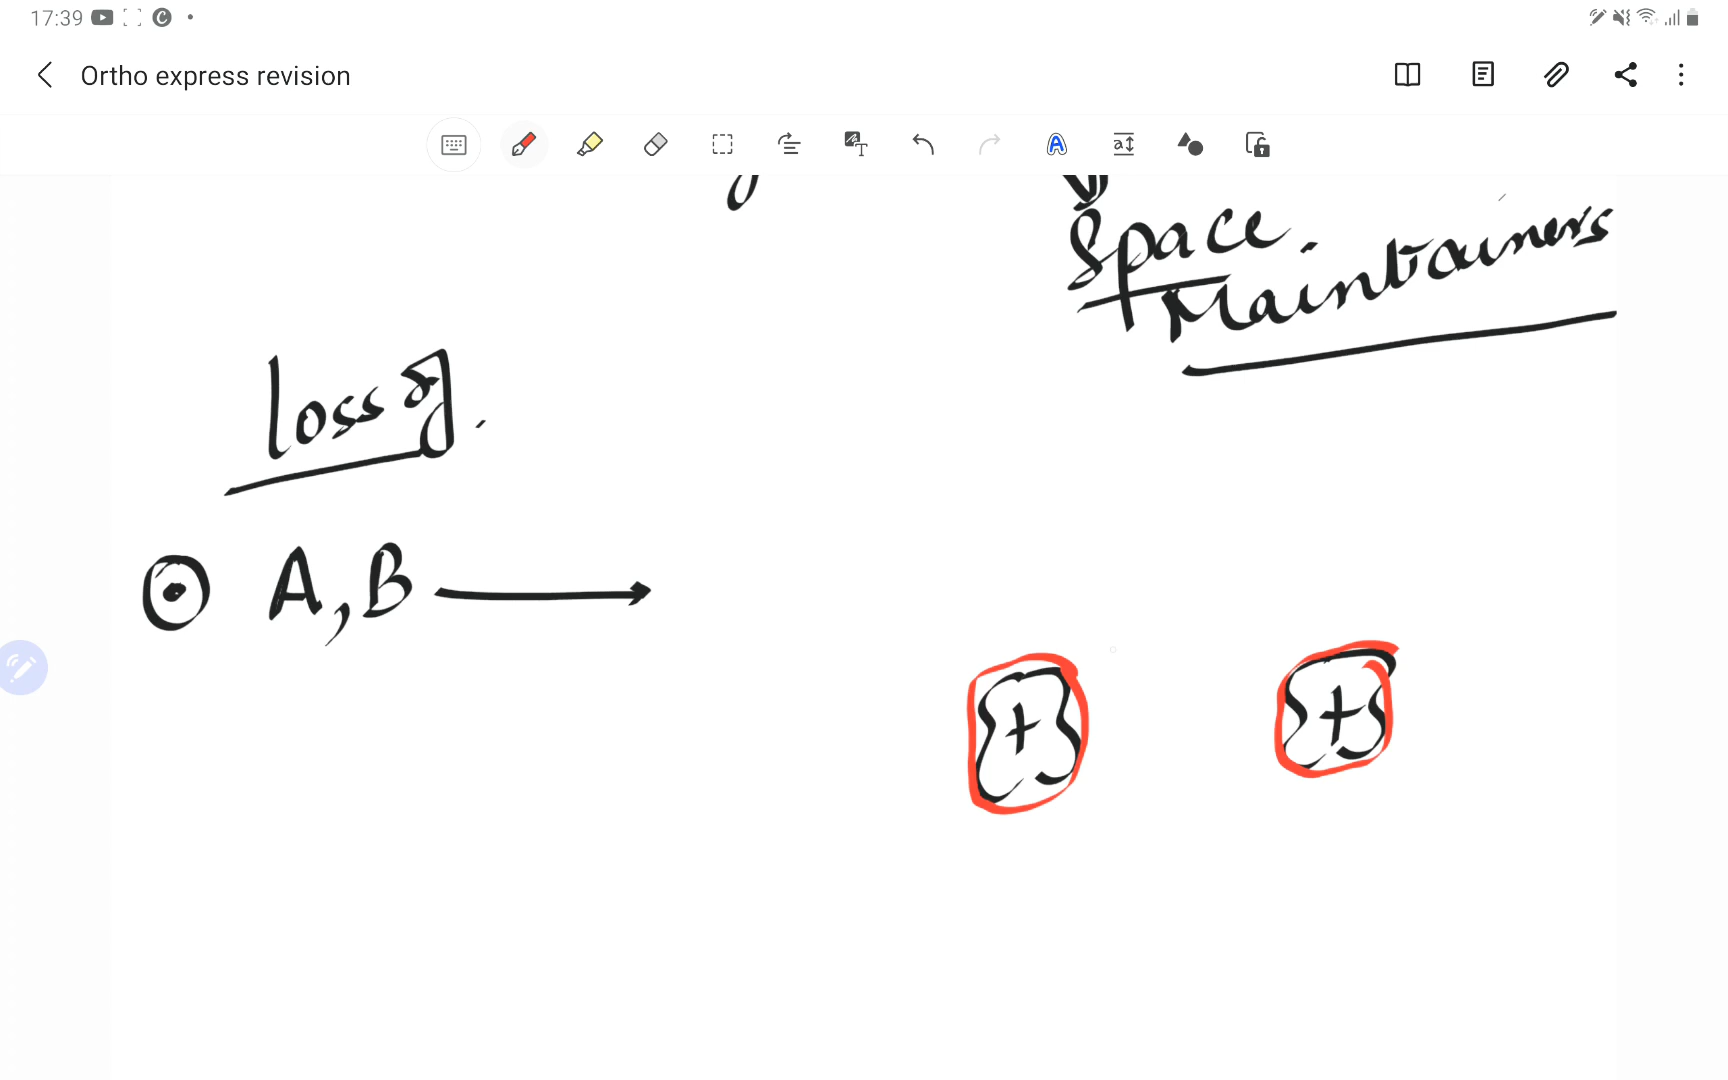 17:39
Ortho express revision
Space.
Maintainers
loss of.
A, B →
+ +